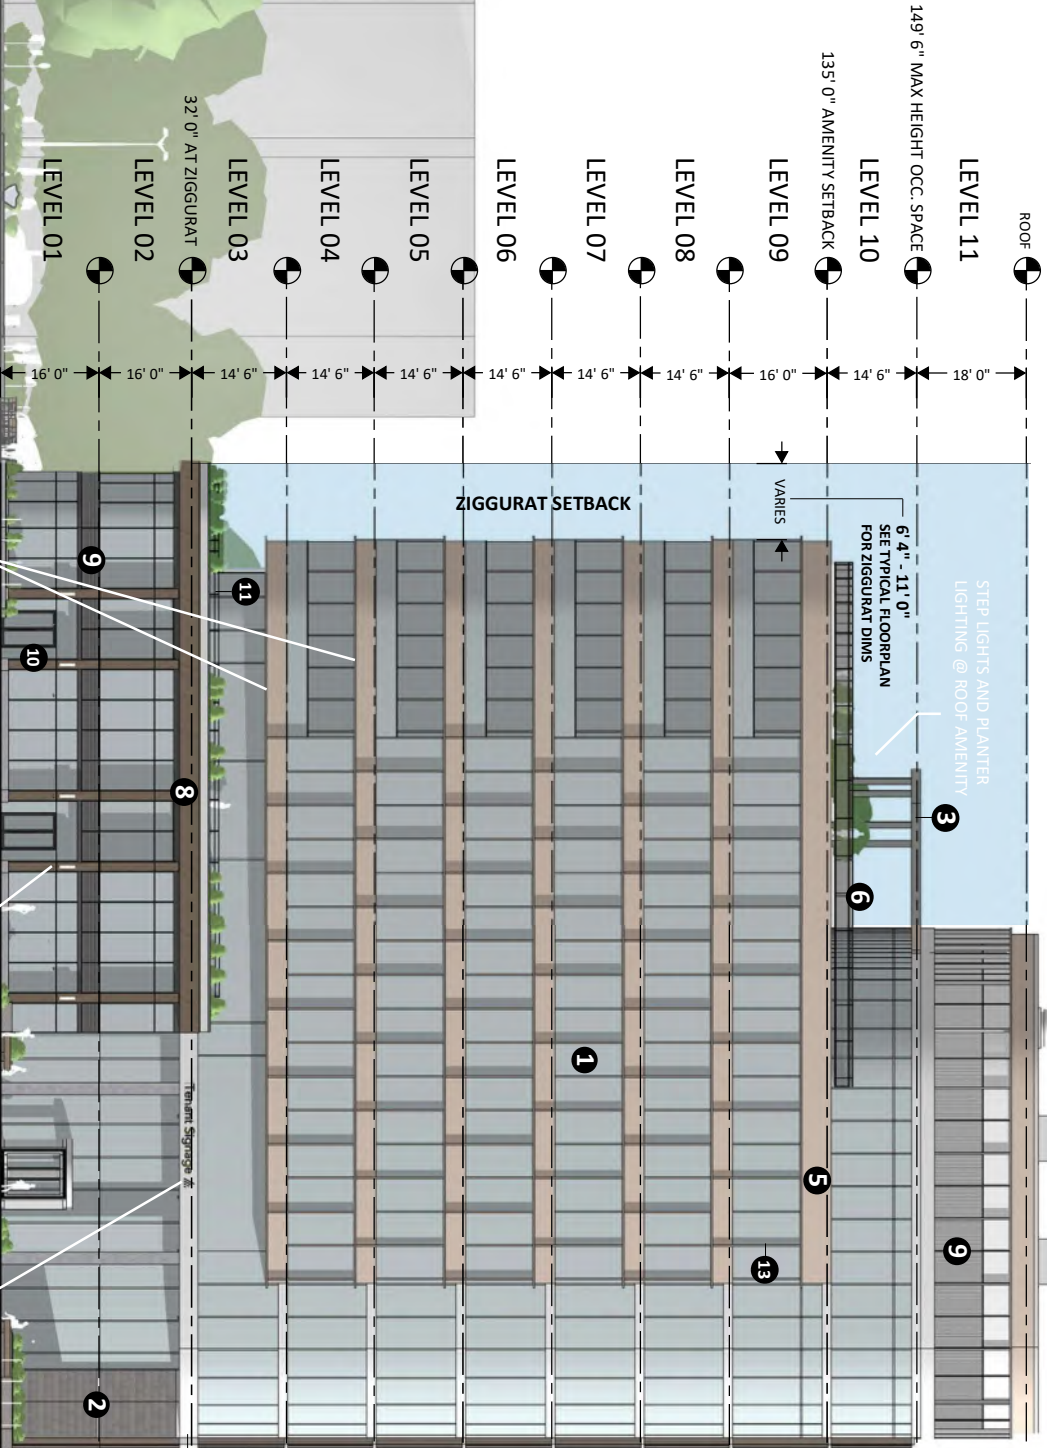 ROOF
LEVEL 11
149' 6" MAX HEIGHT OCC. SPACE
LEVEL 10
135' 0" AMENITY SETBACK
LEVEL 09
LEVEL 08
LEVEL 07
LEVEL 06
LEVEL 05
LEVEL 04
LEVEL 03
32' 0" AT ZIGGURAT
LEVEL 02
LEVEL 01
18' 0"
14' 6"
16' 0"
14' 6"
14' 6"
14' 6"
14' 6"
14' 6"
14' 6"
16' 0"
16' 0"
VARIES
6' 4" - 11' 0"
SEE TYPICAL FLOORPLAN
FOR ZIGGURAT DIMS
ZIGGURAT SETBACK
STEP LIGHTS AND PLANTER
LIGHTING @ ROOF AMENITY
3
6
9
5
13
1
11
8
9
10
2
Tenant Signage